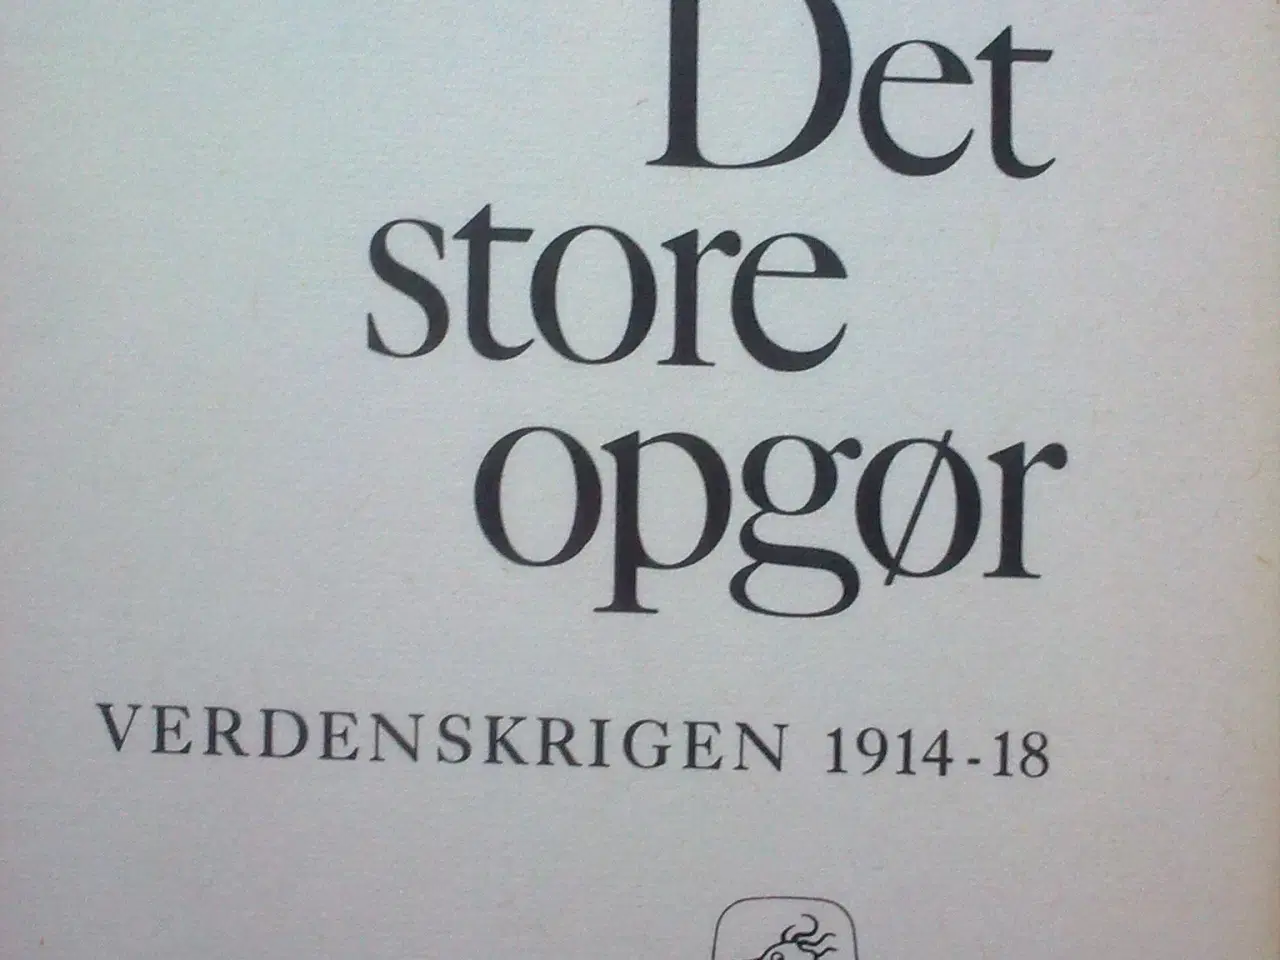 Det
store
opgør
VERDENSKRIGEN 1914-18